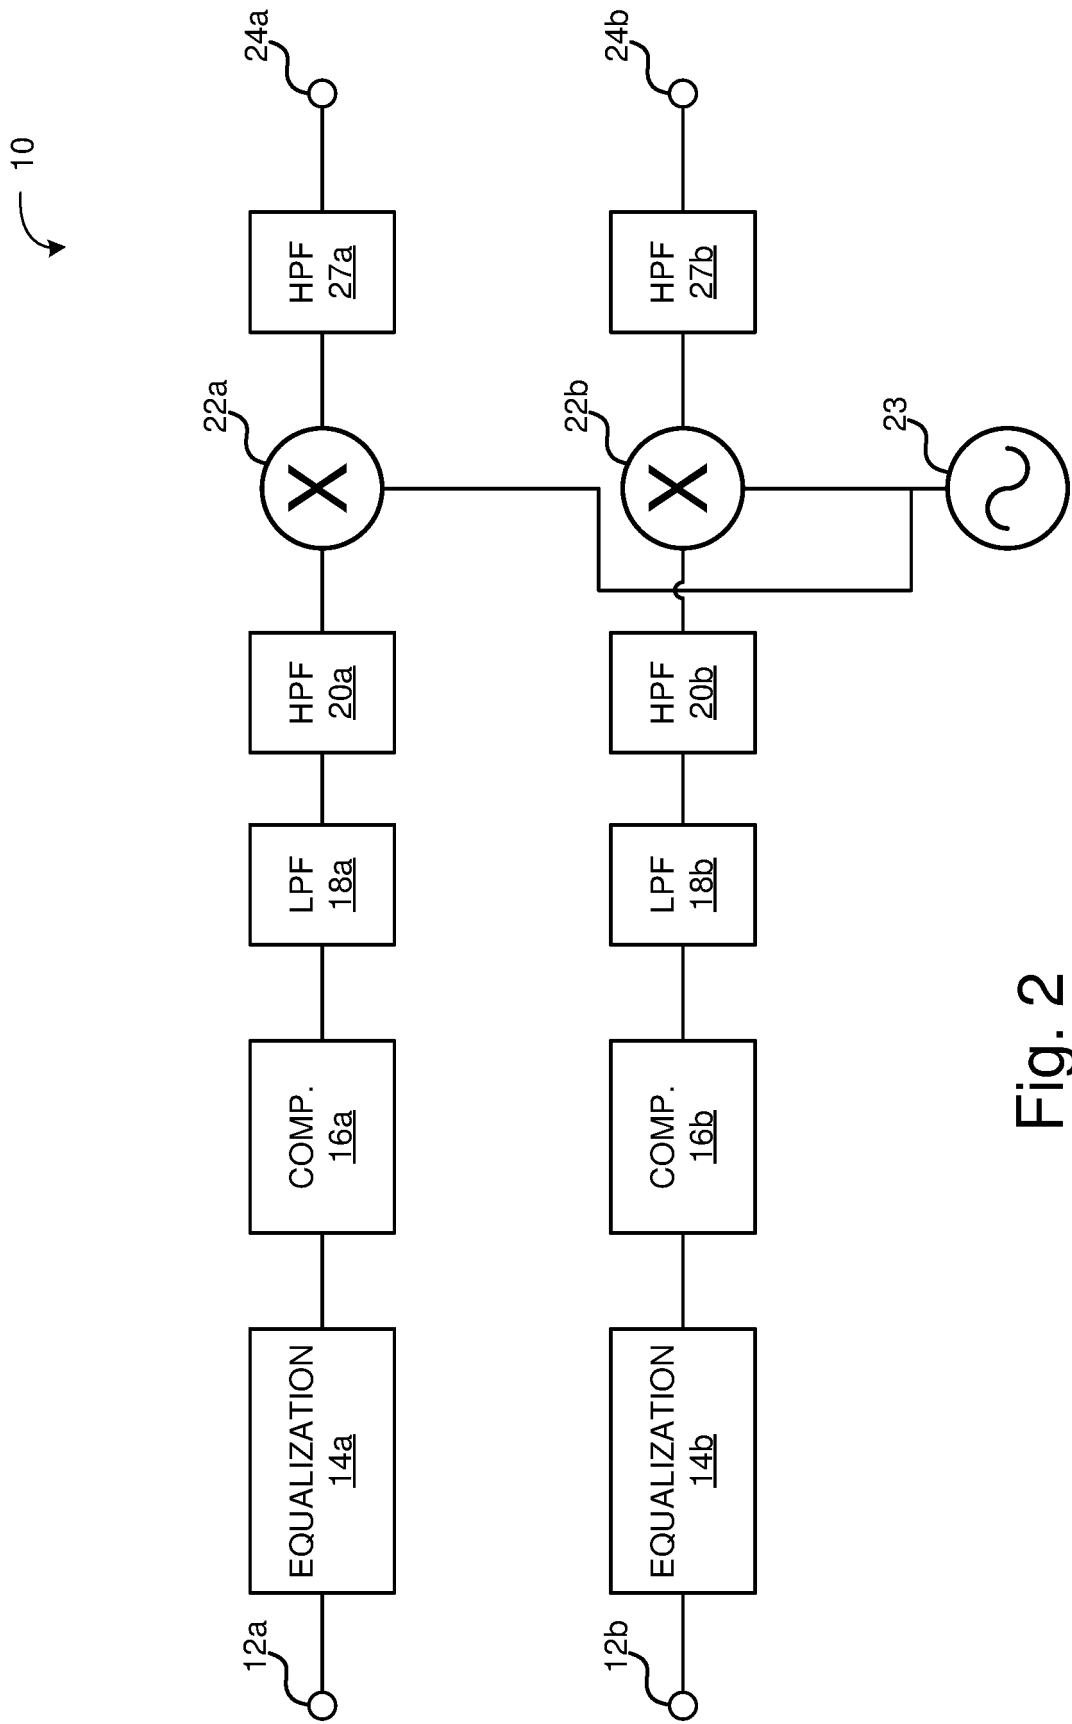 10
24a
HPF
27a
22a
HPF
20a
LPF
18a
COMP.
16a
EQUALIZATION
14a
12a
24b
HPF
27b
22b
X
X
HPF
20b
LPF
18b
COMP.
16b
EQUALIZATION
14b
12b
23
Fig. 2